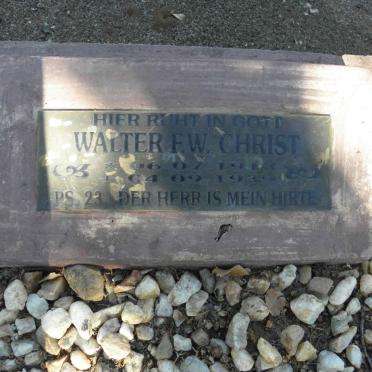 HIER RUHT IN GOTT
WALTER F.W. CHRIST
PS. 23 DER HERR IS MEIN HIRTE